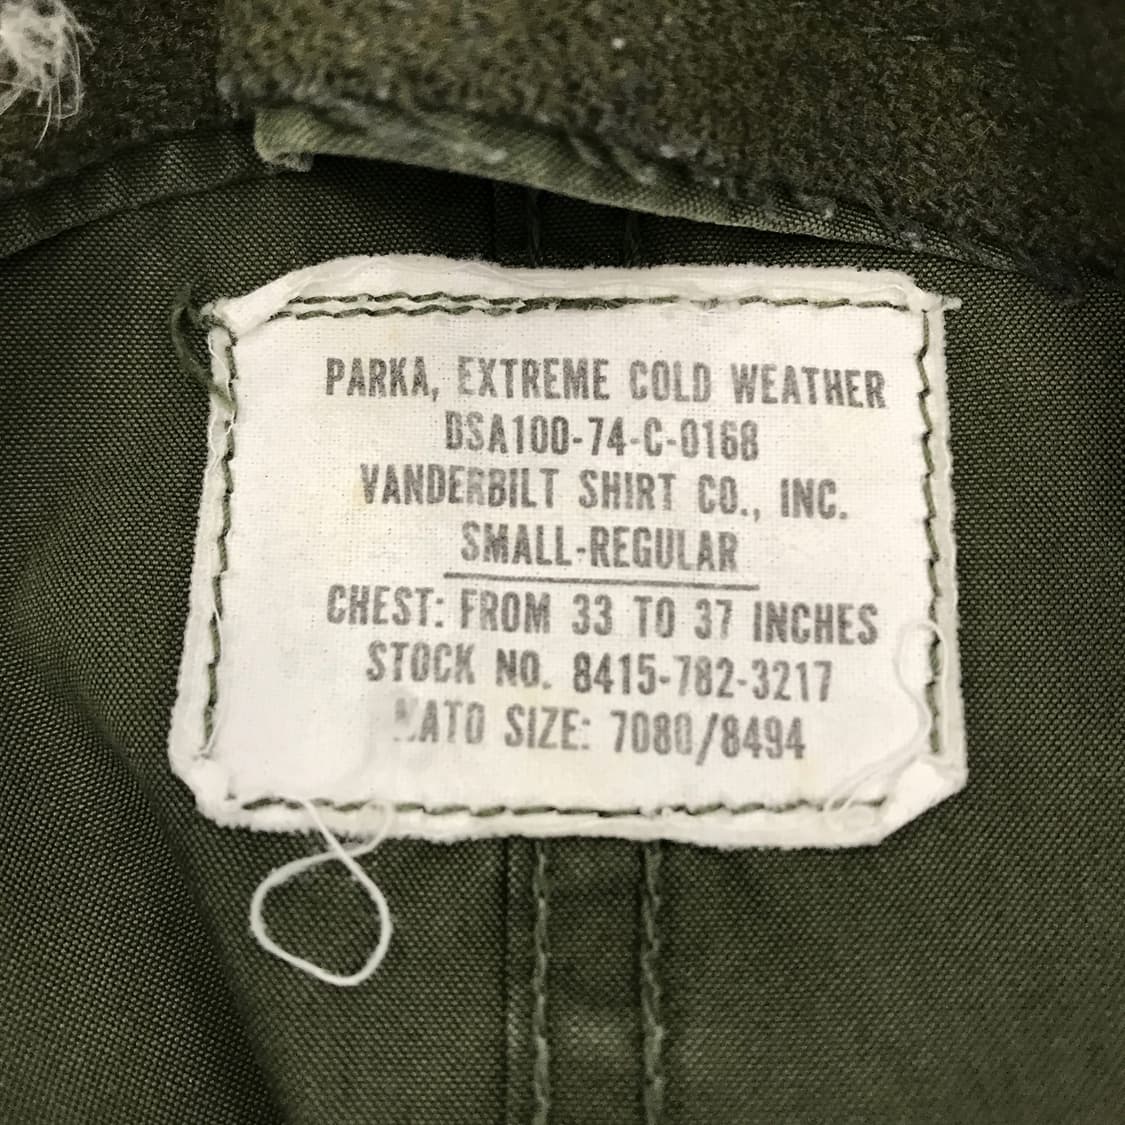 PARKA, EXTREME COLD WEATHER
DSA100-74-C-0168
VANDERBILT SHIRT CO., INC.
SMALL-REGULAR
CHEST: FROM 33 TO 37 INCHES
STOCK NO. 8415-782-3217
NATO SIZE: 7080/8494